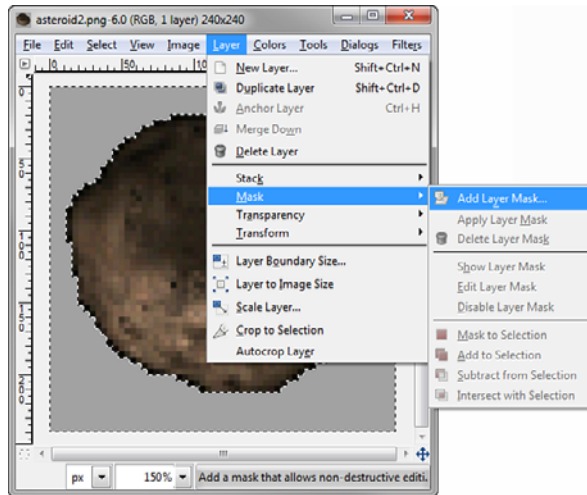 asteroid2.png-6.0 (RGB, 1 layer) 240x240
File Edit Select View Image Layer Colors Tools Dialogs Filters
New Layer... Shift+Ctrl+N
Duplicate Layer Shift+Ctrl+D
Anchor Layer Ctrl+H
Merge Down
Delete Layer
Stack
Mask
Transparency
Transform
Layer Boundary Size...
Layer to Image Size
Scale Layer...
Crop to Selection
Autocrop Layer
Add Layer Mask...
Apply Layer Mask
Delete Layer Mask
Show Layer Mask
Edit Layer Mask
Disable Layer Mask
Mask to Selection
Add to Selection
Subtract from Selection
Intersect with Selection
px 150% Add a mask that allows non-destructive editi.